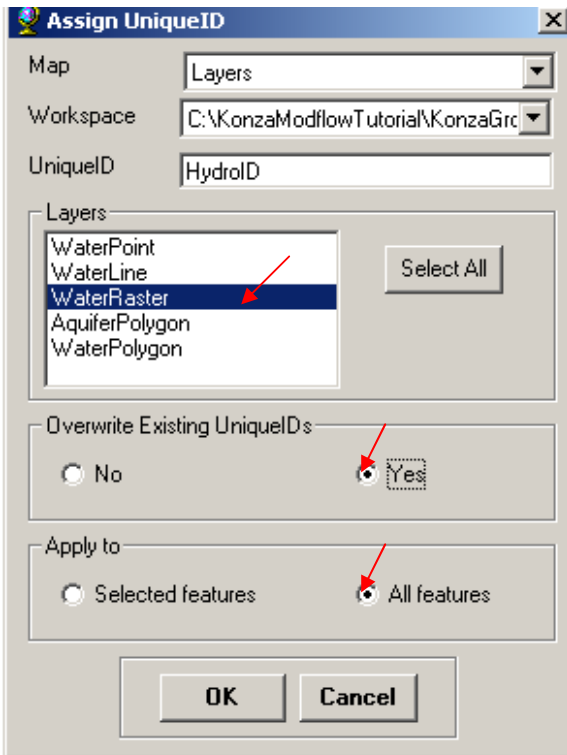 Assign UniqueID
Map
Layers
Workspace
C:\KonzaModflowTutorial\KonzaGrc
UniqueID
HydroID
Layers
WaterPoint
WaterLine
WaterRaster
AquiferPolygon
WaterPolygon
Select All
Overwrite Existing UniqueIDs
No
Yes
Apply to
Selected features
All features
OK
Cancel